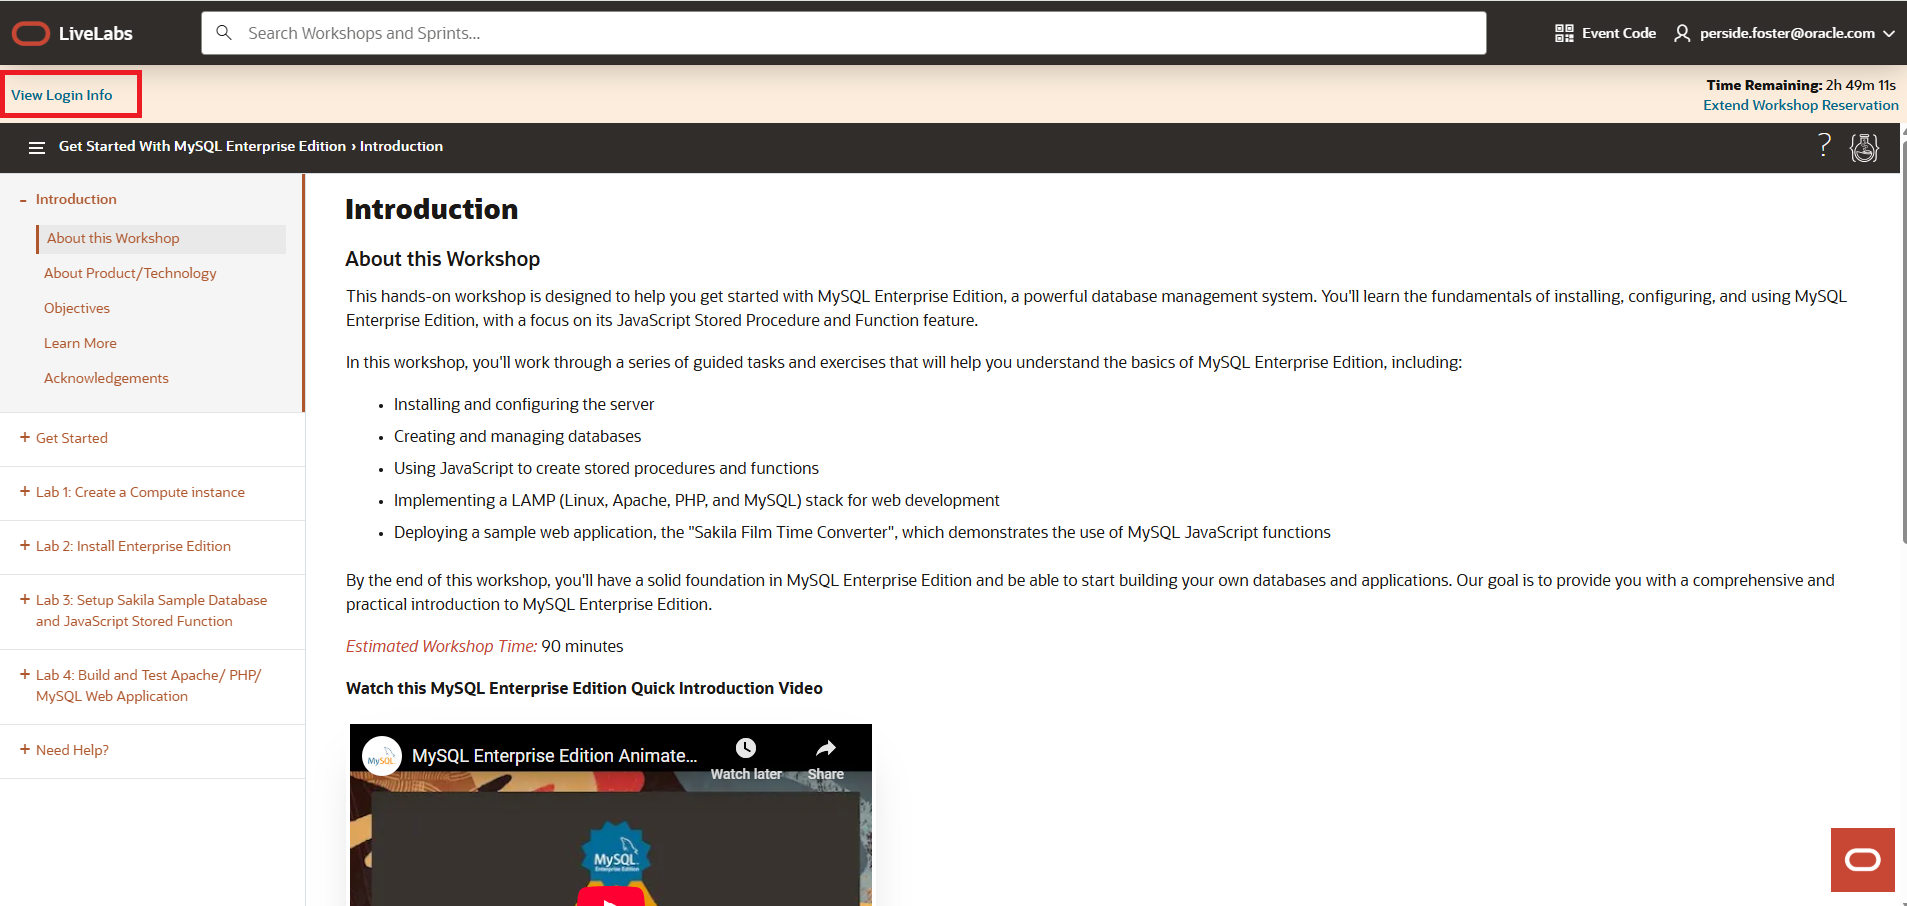 LiveLabs
Search Workshops and Sprints...
Event Code
perside.foster@oracle.com
View Login Info
Time Remaining: 2h 49m 11s
Extend Workshop Reservation
Get Started With MySQL Enterprise Edition › Introduction
?
- Introduction
About this Workshop
About Product/Technology
Objectives
Learn More
Acknowledgements
+ Get Started
+ Lab 1: Create a Compute instance
+ Lab 2: Install Enterprise Edition
+ Lab 3: Setup Sakila Sample Database
and JavaScript Stored Function
+ Lab 4: Build and Test Apache/ PHP/
MySQL Web Application
+ Need Help?
Introduction
About this Workshop
This hands-on workshop is designed to help you get started with MySQL Enterprise Edition, a powerful database management system. You'll learn the fundamentals of installing, configuring, and using MySQL
Enterprise Edition, with a focus on its JavaScript Stored Procedure and Function feature.
In this workshop, you'll work through a series of guided tasks and exercises that will help you understand the basics of MySQL Enterprise Edition, including:
• Installing and configuring the server
• Creating and managing databases
• Using JavaScript to create stored procedures and functions
• Implementing a LAMP (Linux, Apache, PHP, and MySQL) stack for web development
• Deploying a sample web application, the "Sakila Film Time Converter", which demonstrates the use of MySQL JavaScript functions
By the end of this workshop, you'll have a solid foundation in MySQL Enterprise Edition and be able to start building your own databases and applications. Our goal is to provide you with a comprehensive and
practical introduction to MySQL Enterprise Edition.
Estimated Workshop Time: 90 minutes
Watch this MySQL Enterprise Edition Quick Introduction Video
MySQL
MySQL Enterprise Edition Animate...
Watch later
Share
MySQL
Enterprise Edition